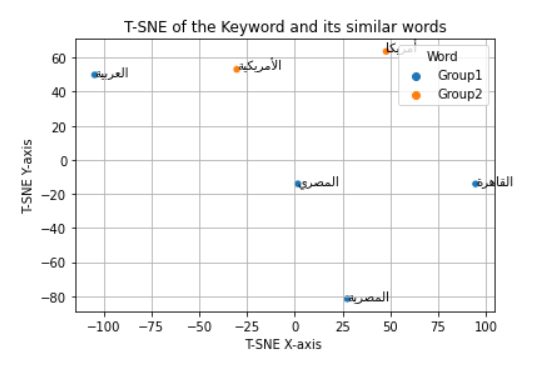 T-SNE of the Keyword and its similar words
T-SNE Y-axis
60
40
20
0
−20
−40
−60
−80
العربية
الأمريكية
أمريكا
Word
Group1
Group2
المصري
القاهرة
المصرية
−100
−75
−50
−25
0
25
50
75
100
T-SNE X-axis